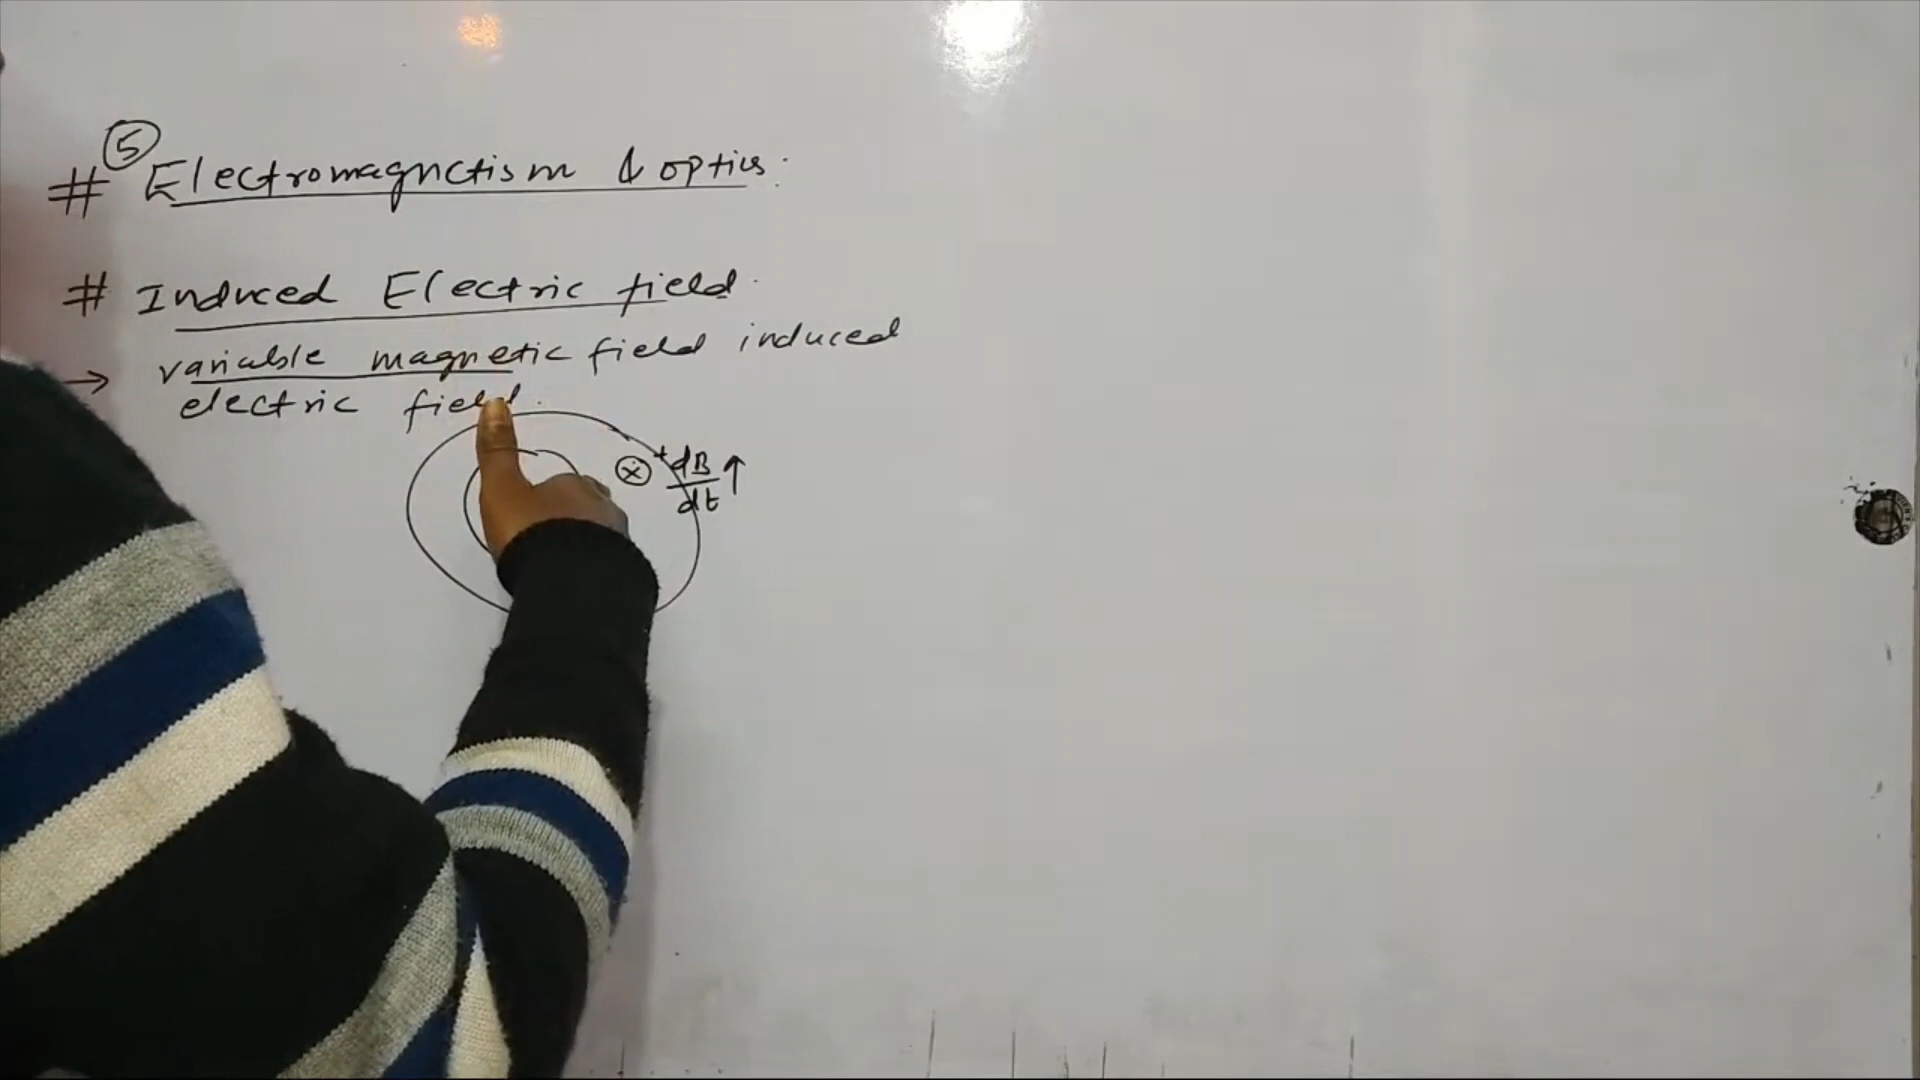 ⑤
# Electromagnetism & optics.
# Induced Electric field.
→ variable magnetic field induced
electric field.
ⓧ + dB/dt ↑